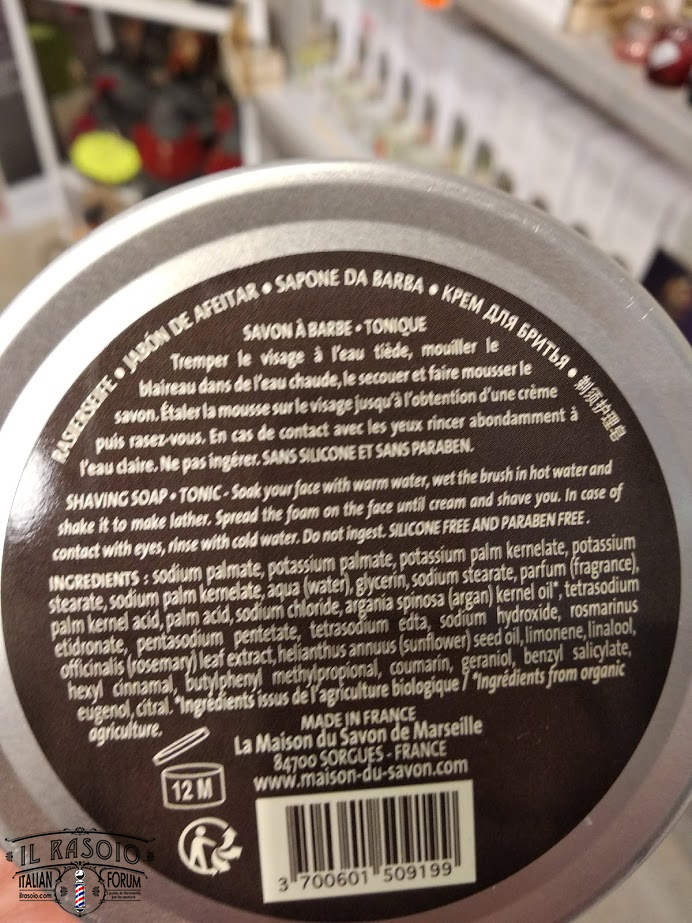 RASIERSEIFE • JABÓN DE AFEITAR • SAPONE DA BARBA • КРЕМ ДЛЯ БРИТЬЯ • 剃须护理皂
SAVON À BARBE • TONIQUE
Tremper le visage à l'eau tiède, mouiller le
blaireau dans de l'eau chaude, le secouer et faire mousser le
savon. Étaler la mousse sur le visage jusqu'à l'obtention d'une crème
puis rasez-vous. En cas de contact avec les yeux rincer abondamment à
l'eau claire. Ne pas ingérer. SANS SILICONE ET SANS PARABEN.
SHAVING SOAP • TONIC - Soak your face with warm water, wet the brush in hot water and
shake it to make lather. Spread the foam on the face until cream and shave you. In case of
contact with eyes, rinse with cold water. Do not ingest. SILICONE FREE AND PARABEN FREE.
INGREDIENTS : sodium palmate, potassium palmate, potassium palm kernelate, potassium
stearate, sodium palm kernelate, aqua (water), glycerin, sodium stearate, parfum (fragrance),
palm kernel acid, palm acid, sodium chloride, argania spinosa (argan) kernel oil*, tetrasodium
etidronate, pentasodium pentetate, tetrasodium edta, sodium hydroxide, rosmarinus
officinalis (rosemary) leaf extract, helianthus annuus (sunflower) seed oil, limonene, linalool,
hexyl cinnamal, butylphenyl methylpropional, coumarin, geraniol, benzyl salicylate,
eugenol, citral. *Ingrédients issus de l'agriculture biologique / *Ingredients from organic
agriculture.
MADE IN FRANCE
La Maison du Savon de Marseille
84700 SORGUES - FRANCE
www.maison-du-savon.com
12 M
3 700601 509199
IL RASOIO
ITALIAN FORUM
ilrasoio.com